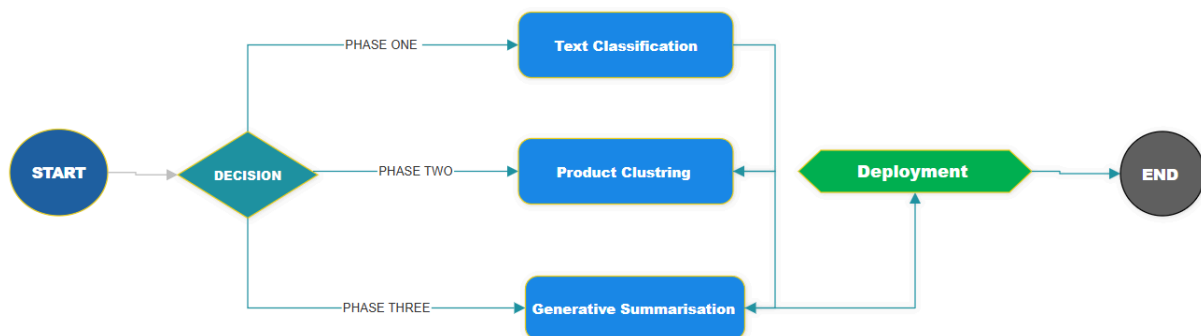 PHASE ONE
Text Classification
START
DECISION
PHASE TWO
Product Clustring
Deployment
END
PHASE THREE
Generative Summarisation